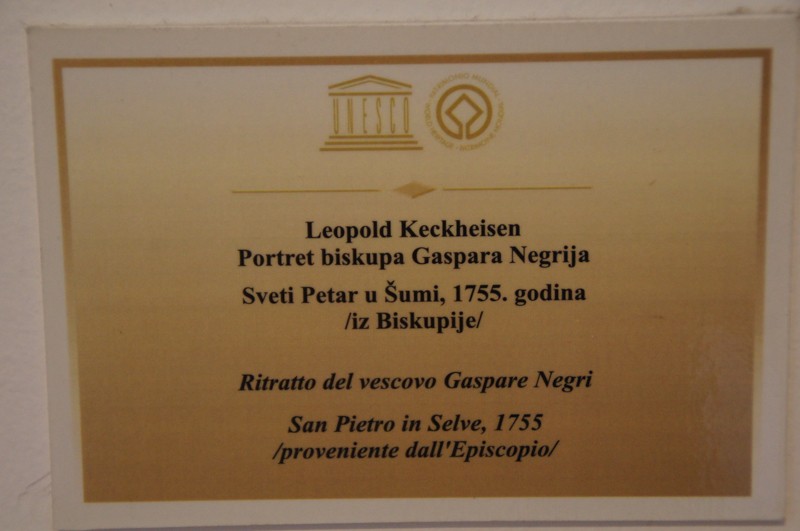 UNESCO
Leopold Keckheisen
Portret biskupa Gaspara Negrija
Sveti Petar u Šumi, 1755. godina
/iz Biskupije/
Ritratto del vescovo Gaspare Negri
San Pietro in Selve, 1755
/proveniente dall'Episcopio/